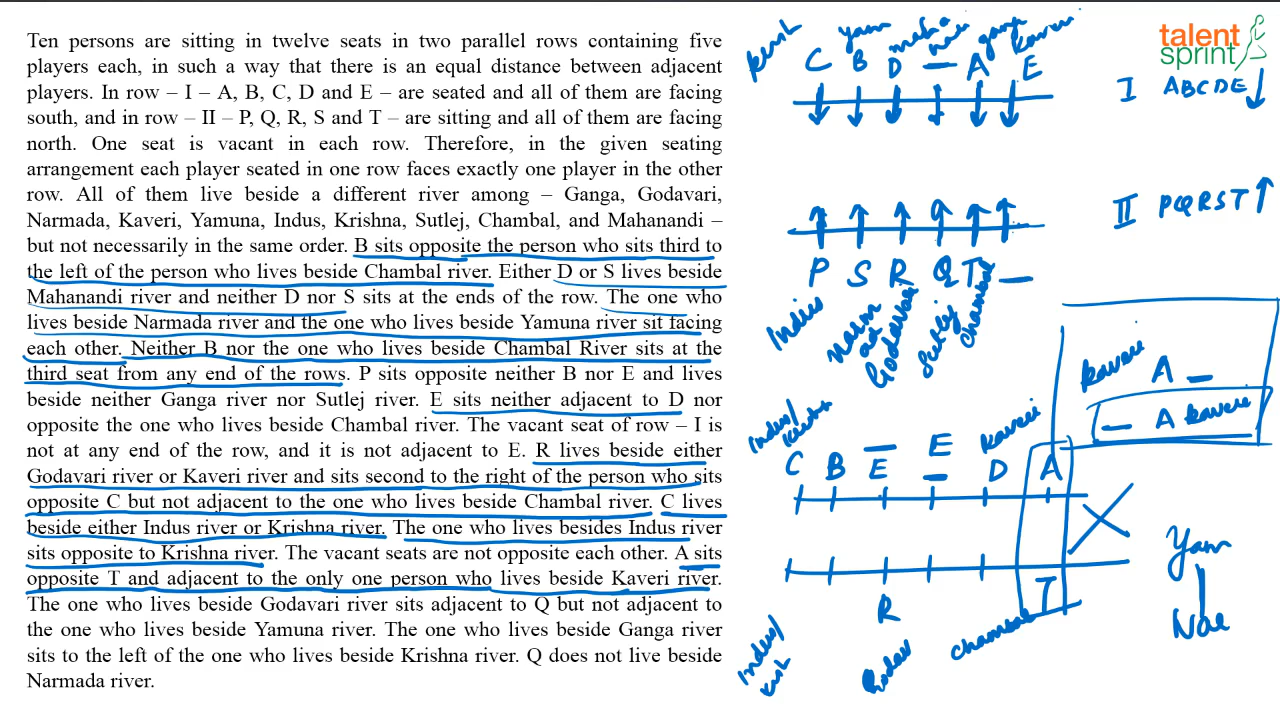 Ten persons are sitting in twelve seats in two parallel rows containing five
players each, in such a way that there is an equal distance between adjacent
players. In row – I – A, B, C, D and E – are seated and all of them are facing
south, and in row – II – P, Q, R, S and T – are sitting and all of them are facing
north. One seat is vacant in each row. Therefore, in the given seating
arrangement each player seated in one row faces exactly one player in the other
row. All of them live beside a different river among – Ganga, Godavari,
Narmada, Kaveri, Yamuna, Indus, Krishna, Sutlej, Chambal, and Mahanandi –
but not necessarily in the same order. B sits opposite the person who sits third to
the left of the person who lives beside Chambal river. Either D or S lives beside
Mahanandi river and neither D nor S sits at the ends of the row. The one who
lives beside Narmada river and the one who lives beside Yamuna river sit facing
each other. Neither B nor the one who lives beside Chambal River sits at the
third seat from any end of the rows. P sits opposite neither B nor E and lives
beside neither Ganga river nor Sutlej river. E sits neither adjacent to D nor
opposite the one who lives beside Chambal river. The vacant seat of row – I is
not at any end of the row, and it is not adjacent to E. R lives beside either
Godavari river or Kaveri river and sits second to the right of the person who sits
opposite C but not adjacent to the one who lives beside Chambal river. C lives
beside either Indus river or Krishna river. The one who lives besides Indus river
sits opposite to Krishna river. The vacant seats are not opposite each other. A sits
opposite T and adjacent to the only one person who lives beside Kaveri river.
The one who lives beside Godavari river sits adjacent to Q but not adjacent to
the one who lives beside Yamuna river. The one who lives beside Ganga river
sits to the left of the one who lives beside Krishna river. Q does not live beside
Narmada river.
talent
sprint
Yam
C B D – A E
I ABCDE
II PQRST
P S R Q T –
Indus
Chambal
Kaveri A –
– A Kaveri
Kaveri
E
C B E – D A
R T
Chambal
Yam
Nar